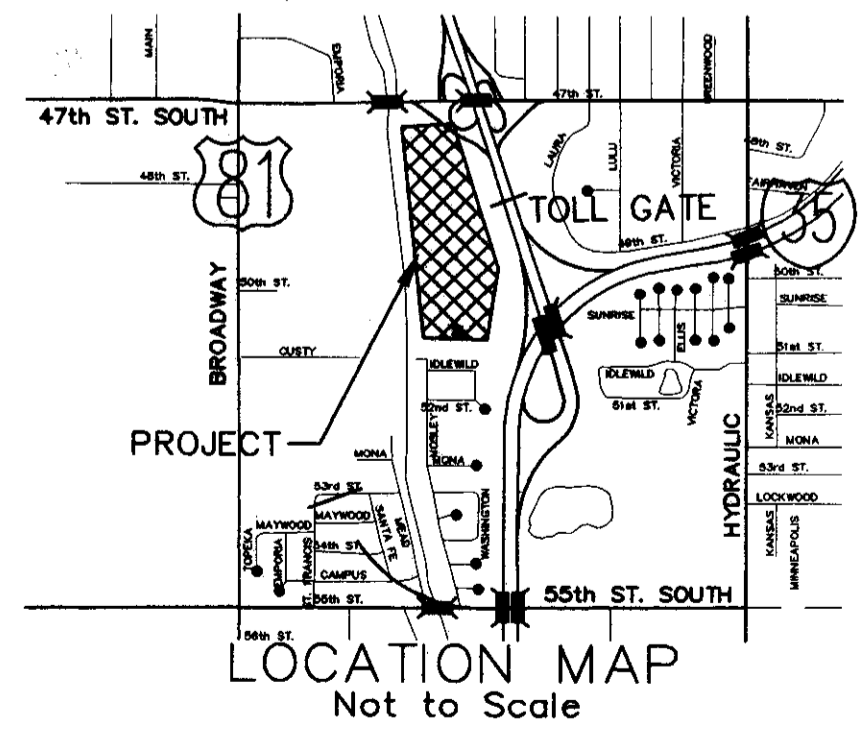 MAIN
EMPORIA
GREENWOOD
47th ST.
47th ST. SOUTH
81
48th ST.
LAURA
LULU
VICTORIA
48th ST.
TOLL GATE
35
49th ST.
50th ST.
50th ST.
SUNRISE
SUNRISE
BROADWAY
ELLIS
51st ST.
CUSTY
IDLEWILD
IDLEWILD
IDLEWILD
51st ST.
VICTORA
KANSAS
52nd ST.
52nd ST.
PROJECT
MOSLEY
HYDRAULIC
MONA
MONA
MONA
53rd ST.
53rd ST.
WASHINGTON
LOCKWOOD
MAYWOOD
MEAD
SANTA FE
MAYWOOD
KANSAS
MINNEAPOLIS
TOPEKA
EMPORIA
ST. FRANCIS
54th ST.
CAMPUS
55th ST.
55th ST. SOUTH
56th ST.
LOCATION MAP
Not to Scale